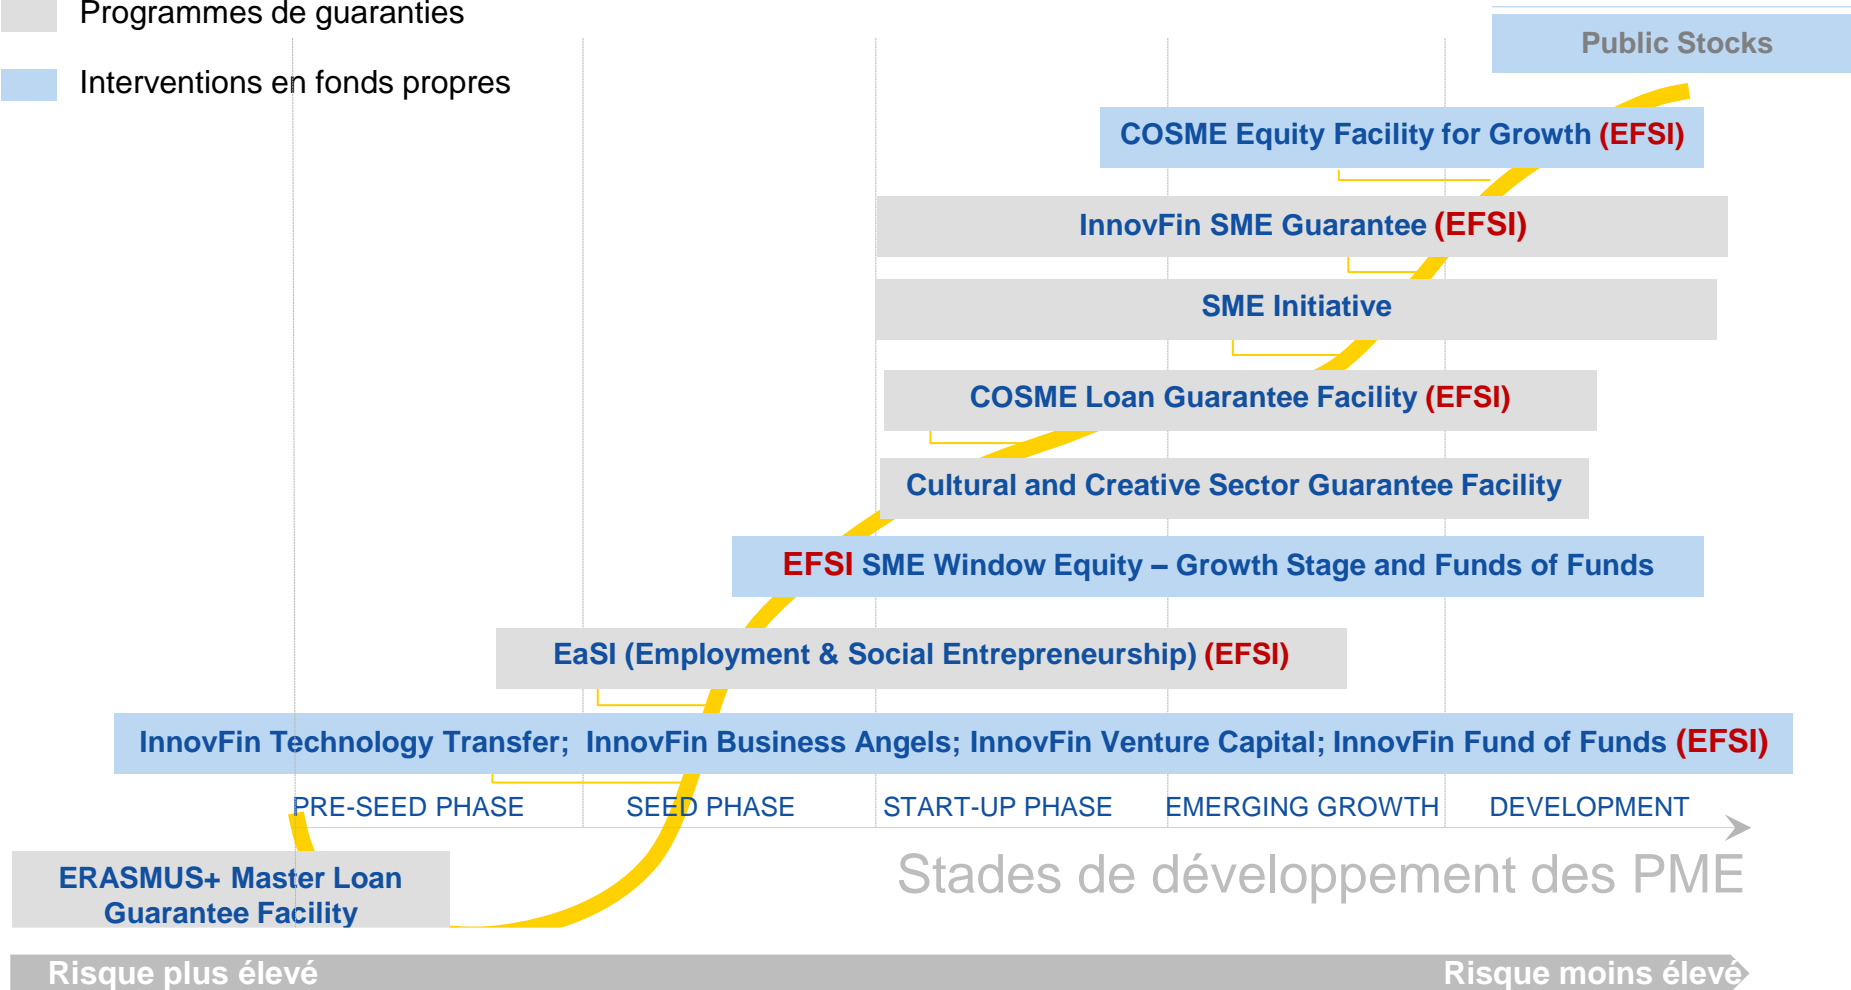 Programmes de guaranties
Public Stocks
Interventions en fonds propres
COSME Equity Facility for Growth (EFSI)
InnovFin SME Guarantee (EFSI)
SME Initiative
COSME Loan Guarantee Facility (EFSI)
Cultural and Creative Sector Guarantee Facility
EFSI SME Window Equity – Growth Stage and Funds of Funds
EaSI (Employment & Social Entrepreneurship) (EFSI)
InnovFin Technology Transfer; InnovFin Business Angels; InnovFin Venture Capital; InnovFin Fund of Funds (EFSI)
PRE-SEED PHASE SEED PHASE START-UP PHASE EMERGING GROWTH DEVELOPMENT
Stades de développement des PME
ERASMUS+ Master Loan
Guarantee Facility
Risque plus élevé Risque moins élevé